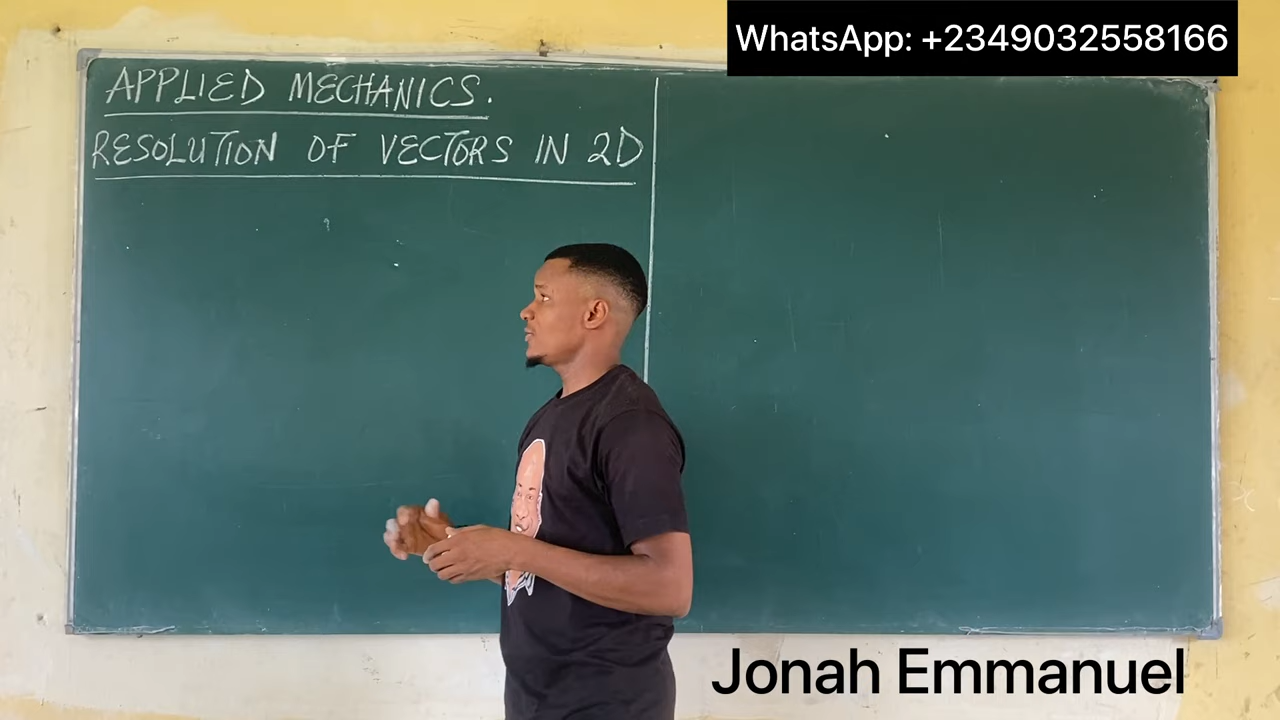 WhatsApp: +2349032558166
APPLIED MECHANICS.
RESOLUTION OF VECTORS IN 2D
Jonah Emmanuel